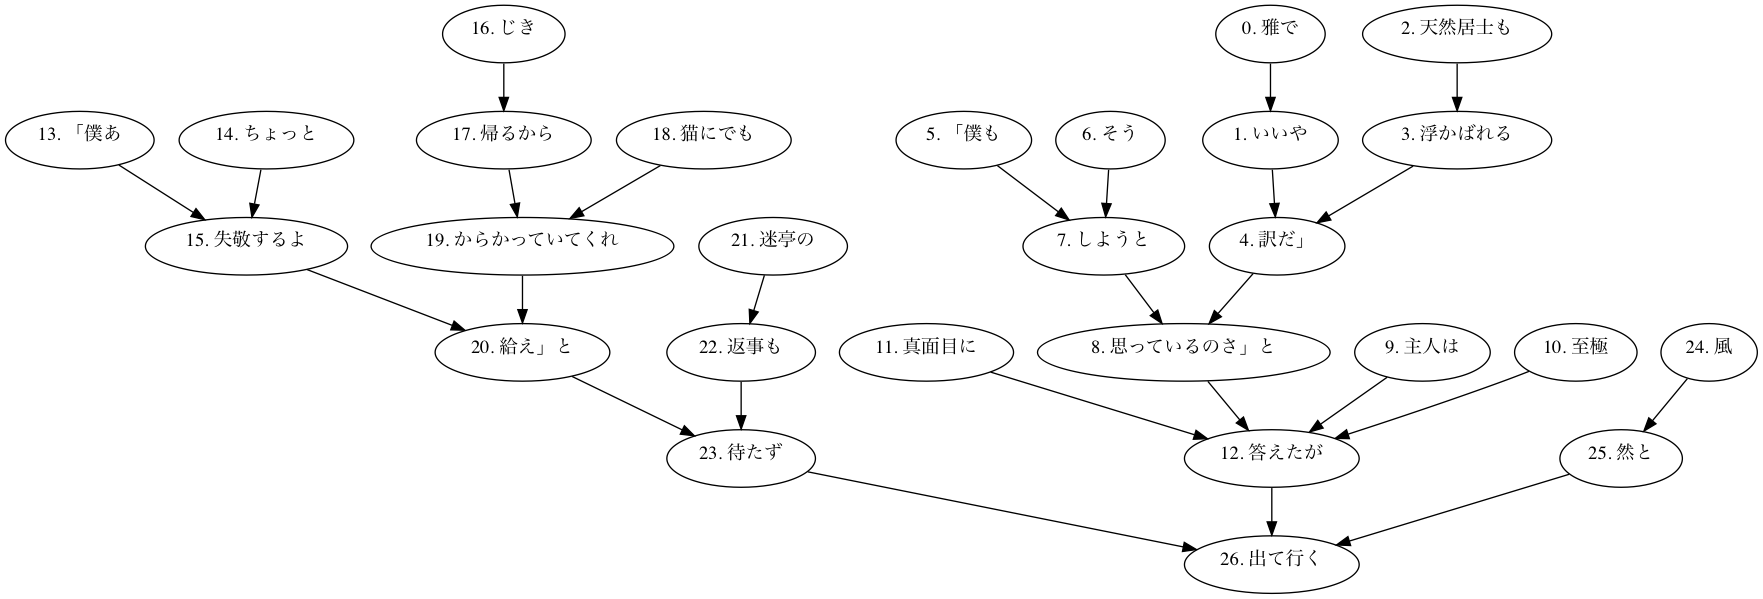 16. じき
0. 雅で
2. 天然居士も
13. 「僕あ
14. ちょっと
17. 帰るから
18. 猫にでも
5. 「僕も
6. そう
1. いいや
3. 浮かばれる
15. 失敬するよ
19. からかっていてくれ
21. 迷亭の
7. しようと
4. 訳だ」
20. 給え」と
22. 返事も
11. 真面目に
8. 思っているのさ」と
9. 主人は
10. 至極
24. 風
23. 待たず
12. 答えたが
25. 然と
26. 出て行く